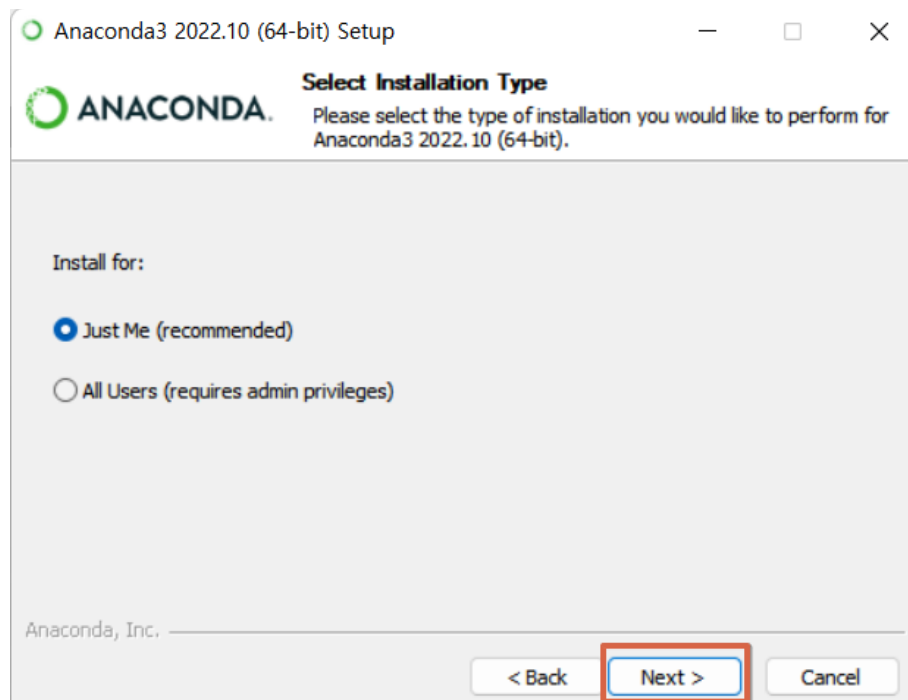 Anaconda3 2022.10 (64-bit) Setup
ANACONDA.
Select Installation Type
Please select the type of installation you would like to perform for
Anaconda3 2022.10 (64-bit).
Install for:
Just Me (recommended)
All Users (requires admin privileges)
Anaconda, Inc.
< Back Next > Cancel